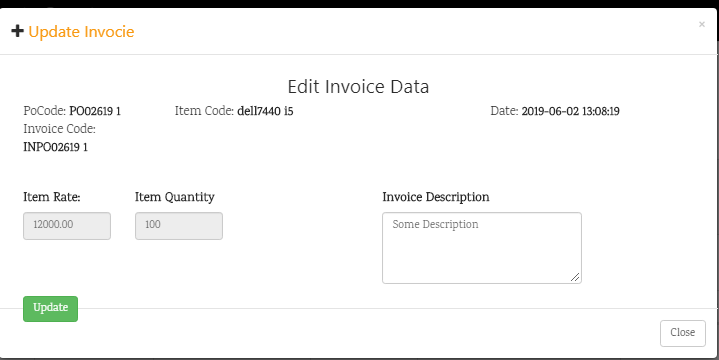 Update Invocie
×
Edit Invoice Data
PoCode: PO02619 1 Item Code: dell7440 i5 Date: 2019-06-02 13:08:19
Invoice Code:
INPO02619 1
Item Rate: Item Quantity Invoice Description
12000.00 100 Some Description
Update
Close